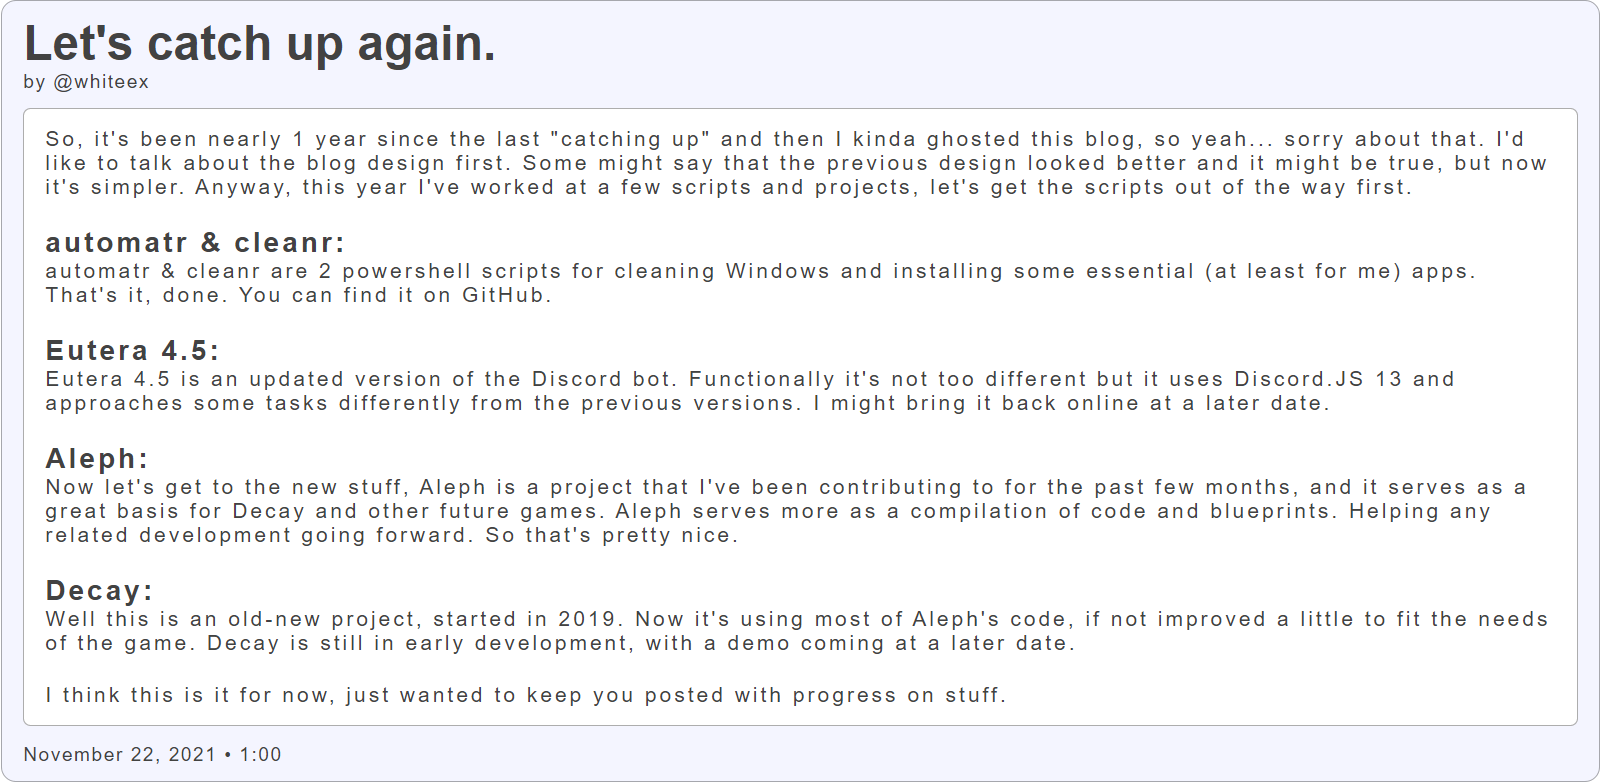 Let's catch up again.
by @whiteex
So, it's been nearly 1 year since the last "catching up" and then I kinda ghosted this blog, so yeah... sorry about that. I'd
like to talk about the blog design first. Some might say that the previous design looked better and it might be true, but now
it's simpler. Anyway, this year I've worked at a few scripts and projects, let's get the scripts out of the way first.
automatr & cleanr:
automatr & cleanr are 2 powershell scripts for cleaning Windows and installing some essential (at least for me) apps.
That's it, done. You can find it on GitHub.
Eutera 4.5:
Eutera 4.5 is an updated version of the Discord bot. Functionally it's not too different but it uses Discord.JS 13 and
approaches some tasks differently from the previous versions. I might bring it back online at a later date.
Aleph:
Now let's get to the new stuff, Aleph is a project that I've been contributing to for the past few months, and it serves as a
great basis for Decay and other future games. Aleph serves more as a compilation of code and blueprints. Helping any
related development going forward. So that's pretty nice.
Decay:
Well this is an old-new project, started in 2019. Now it's using most of Aleph's code, if not improved a little to fit the needs
of the game. Decay is still in early development, with a demo coming at a later date.
I think this is it for now, just wanted to keep you posted with progress on stuff.
November 22, 2021 • 1:00